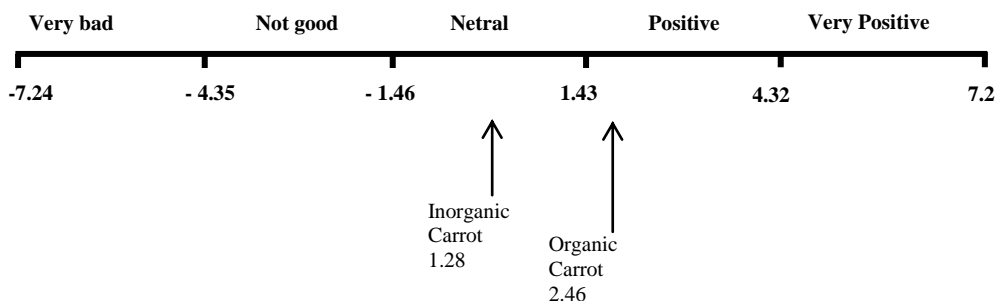 Very bad Not good Netral Positive Very Positive
-7.24 - 4.35 - 1.46 1.43 4.32 7.2
Inorganic
Carrot
1.28
Organic
Carrot
2.46